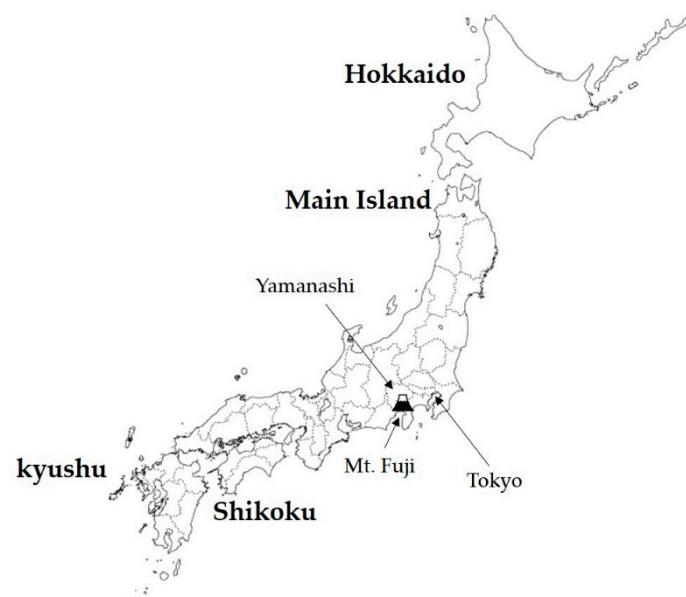 Hokkaido
Main Island
Yamanashi
kyushu
Mt. Fuji
Tokyo
Shikoku